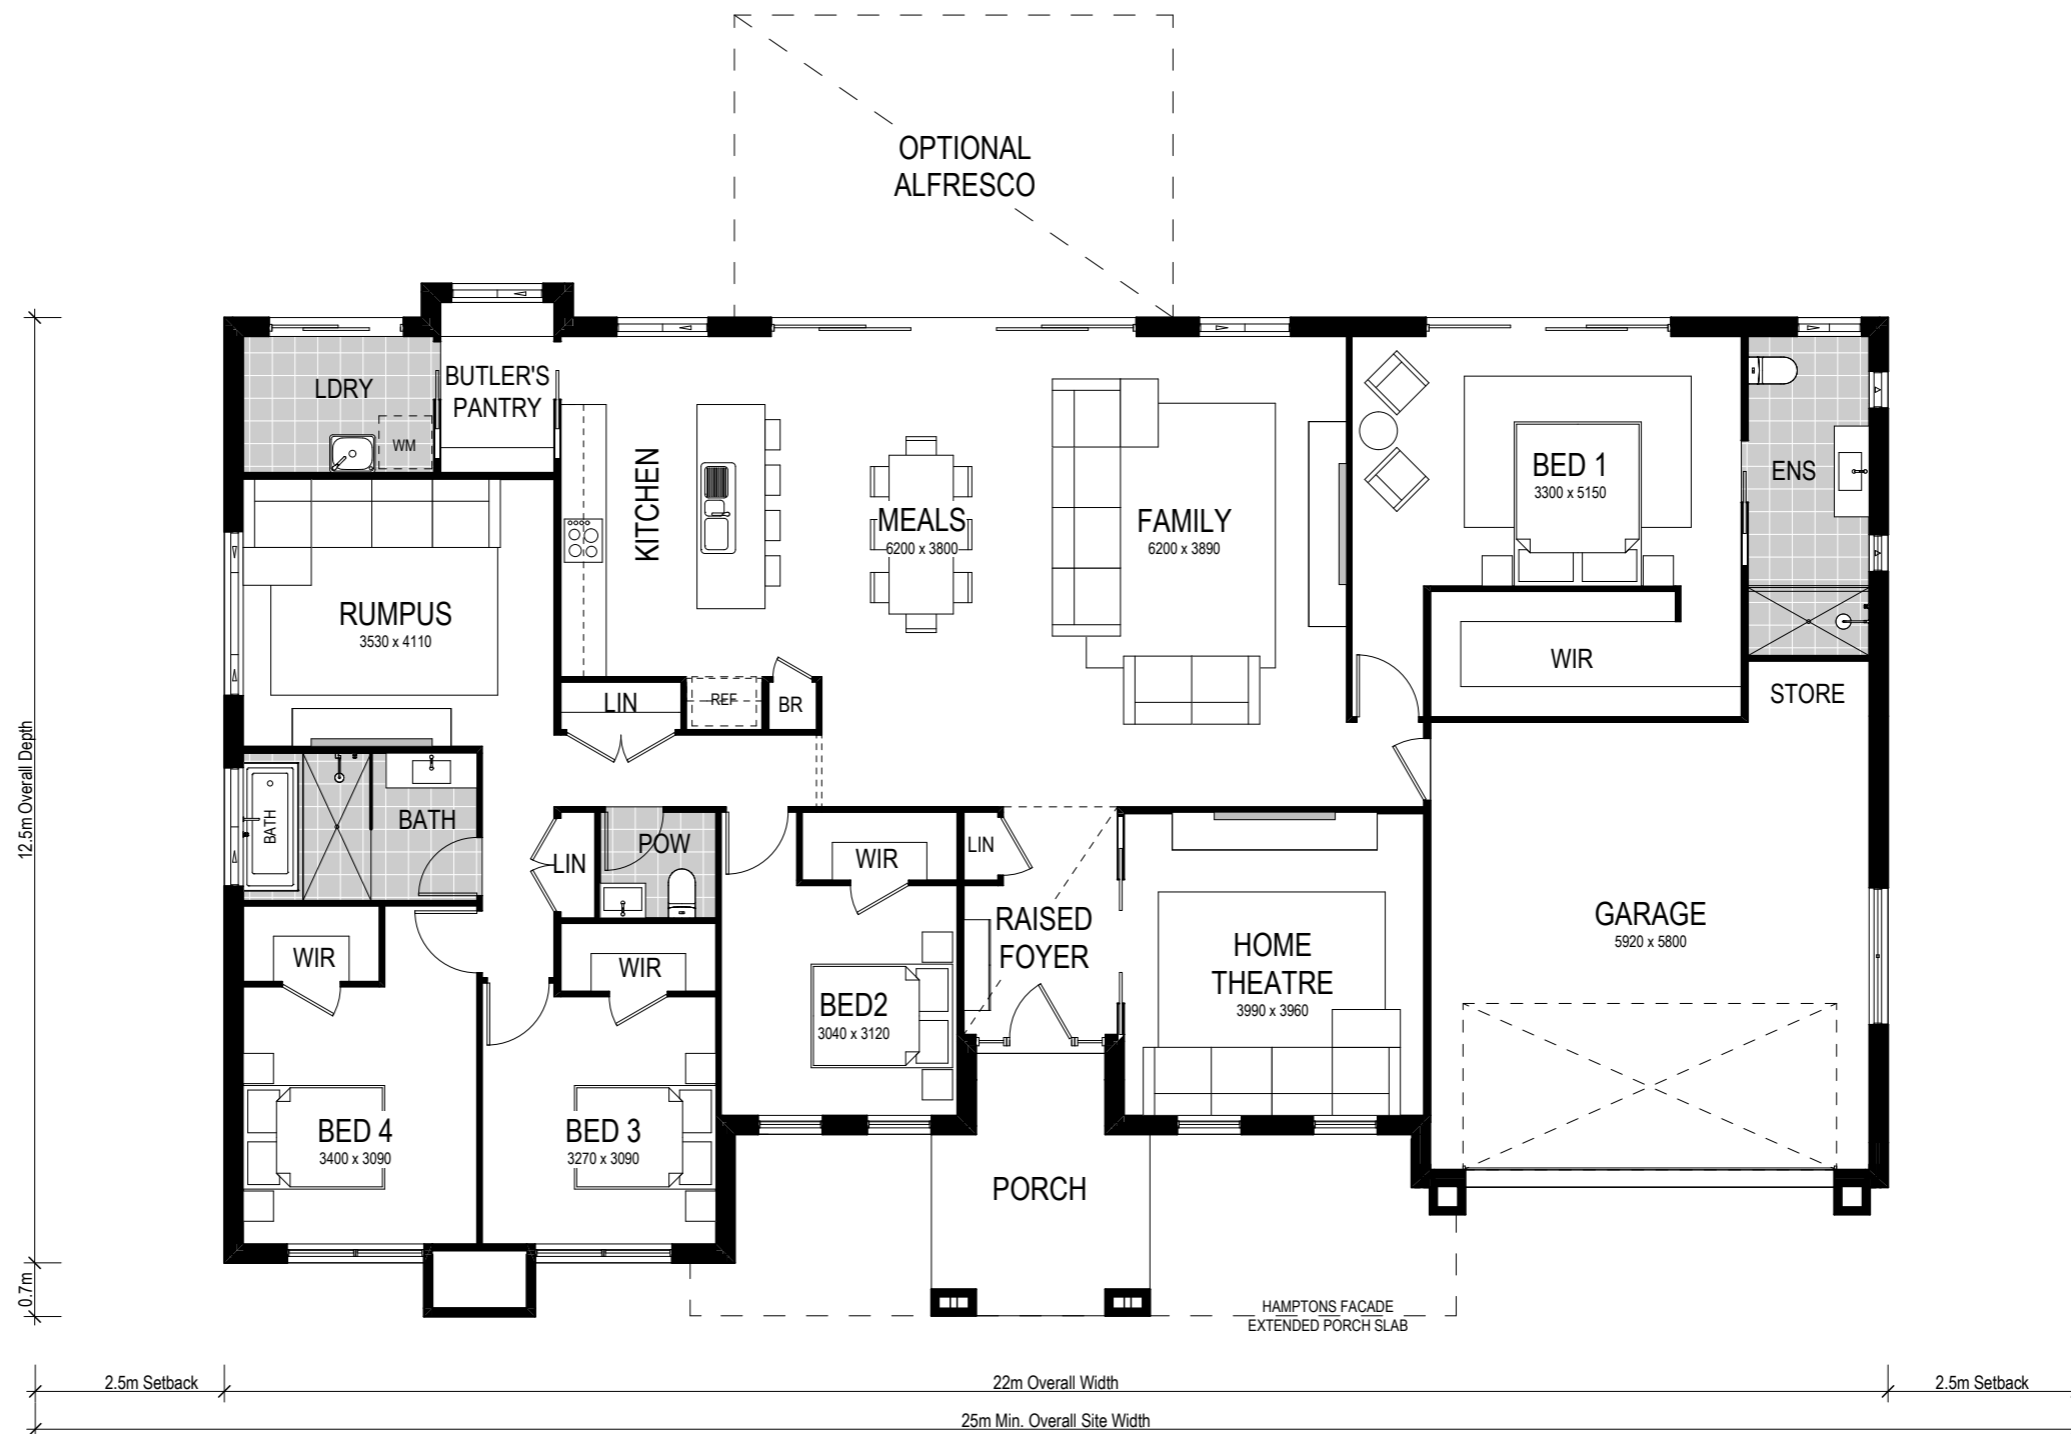 OPTIONAL
ALFRESCO
LDRY
WM
BUTLER'S
PANTRY
KITCHEN
MEALS
6200 x 3800
FAMILY
6200 x 3890
BED 1
3300 x 5150
ENS
RUMPUS
3530 x 4110
LIN
REF
BR
WIR
STORE
BATH
BATH
LIN
POW
WIR
LIN
RAISED
FOYER
HOME
THEATRE
3990 x 3960
GARAGE
5920 x 5800
WIR
WIR
BED2
3040 x 3120
BED 4
3400 x 3090
BED 3
3270 x 3090
PORCH
HAMPTONS FACADE
EXTENDED PORCH SLAB
12.5m Overall Depth
0.7m
2.5m Setback
22m Overall Width
2.5m Setback
25m Min. Overall Site Width